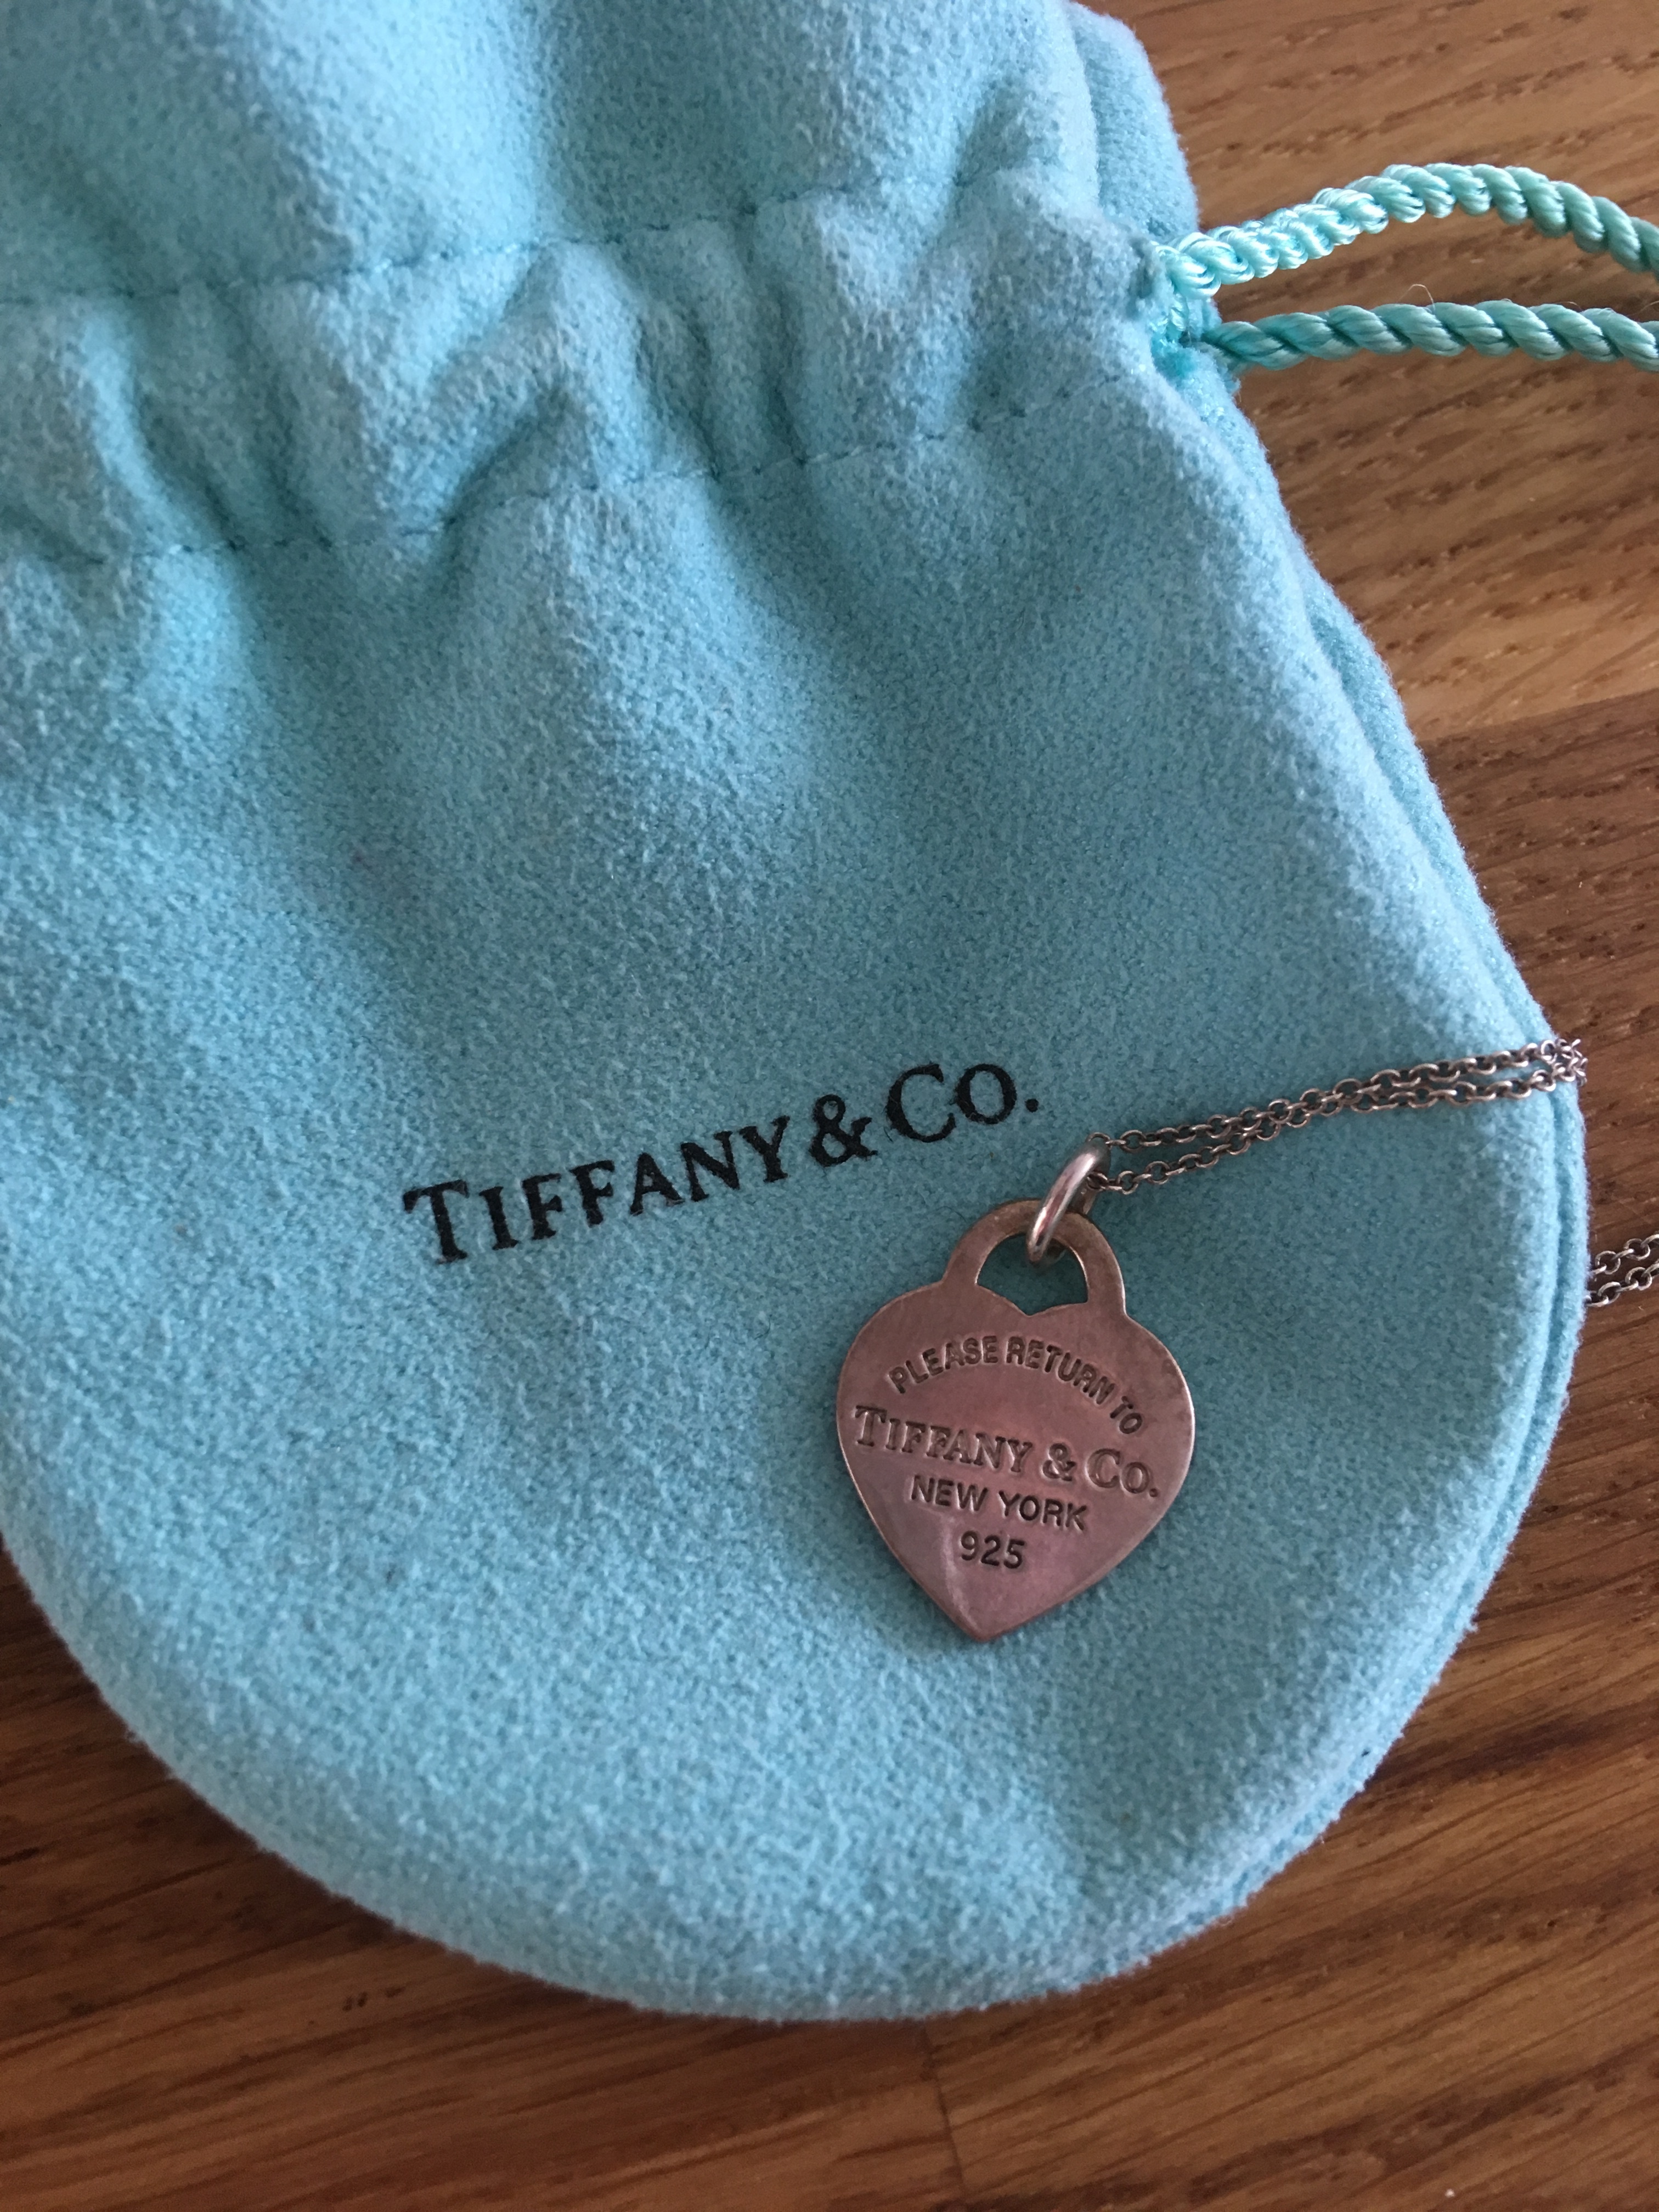 TIFFANY & CO.
PLEASE RETURN TO
TIFFANY & CO.
NEW YORK
925